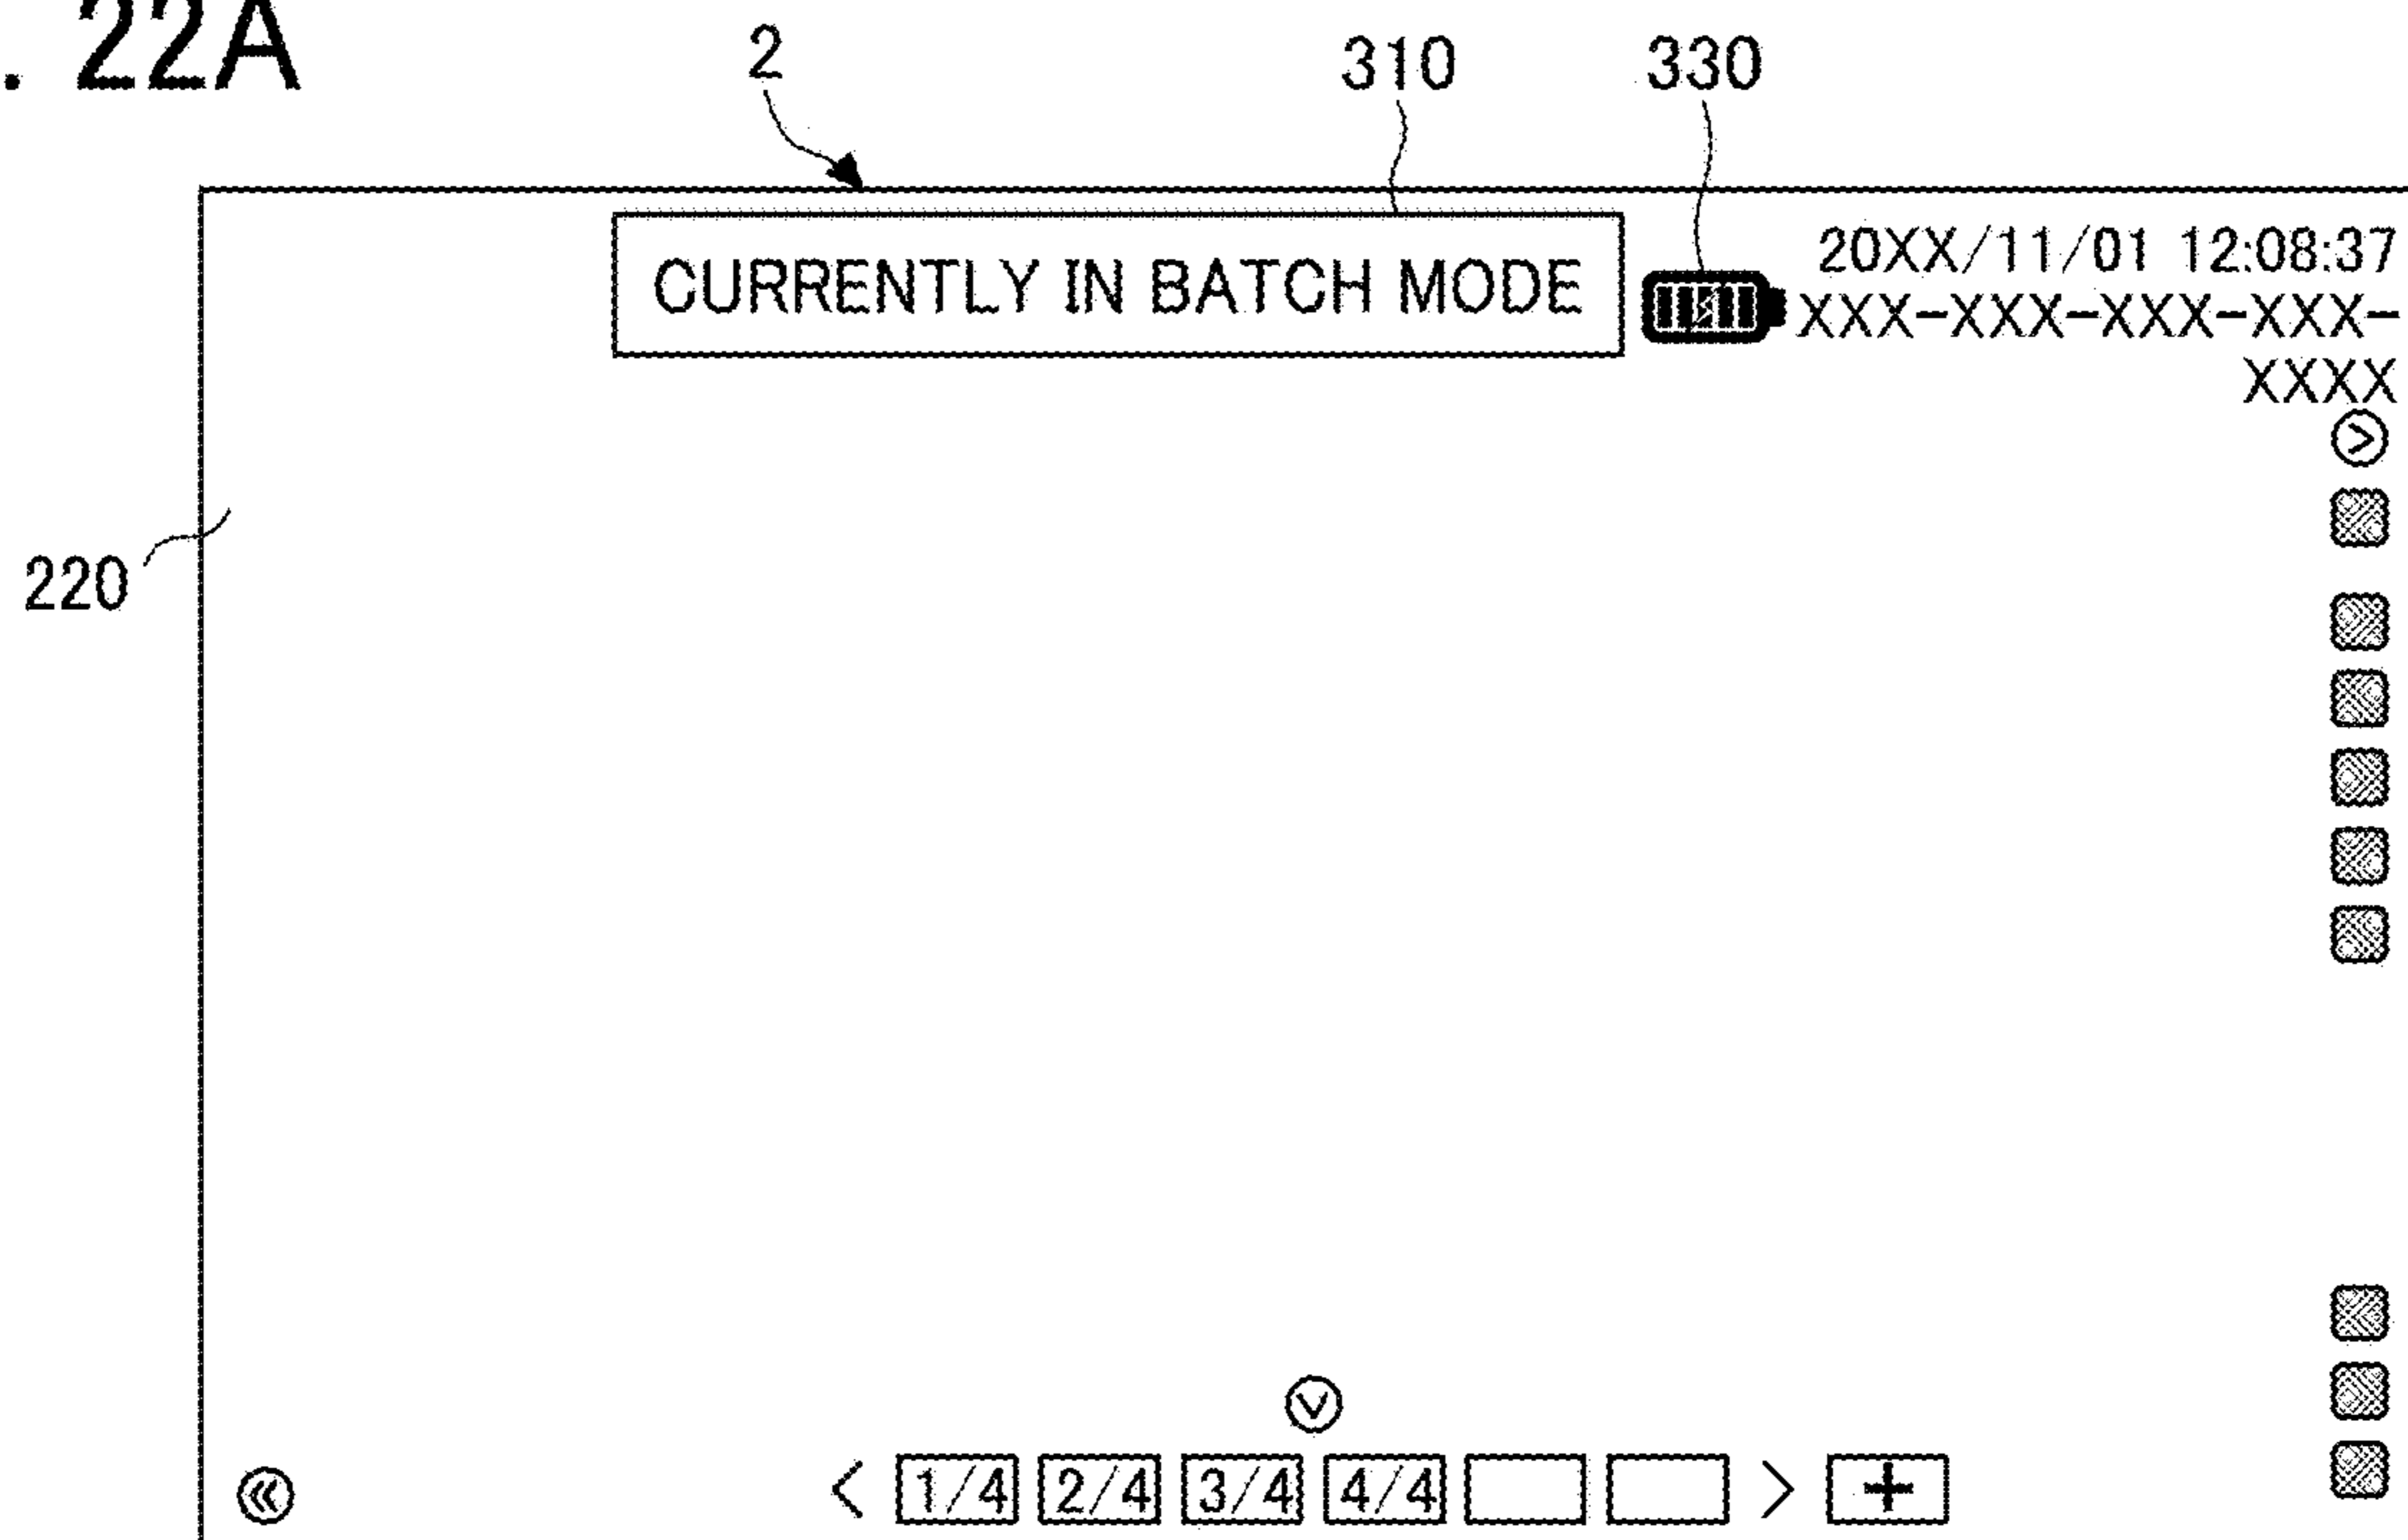 . 22A
2
310
330
CURRENTLY IN BATCH MODE
20XX/11/01 12:08:37
XXX-XXX-XXX-XXX-
XXXX
220
< 1/4 2/4 3/4 4/4 > +